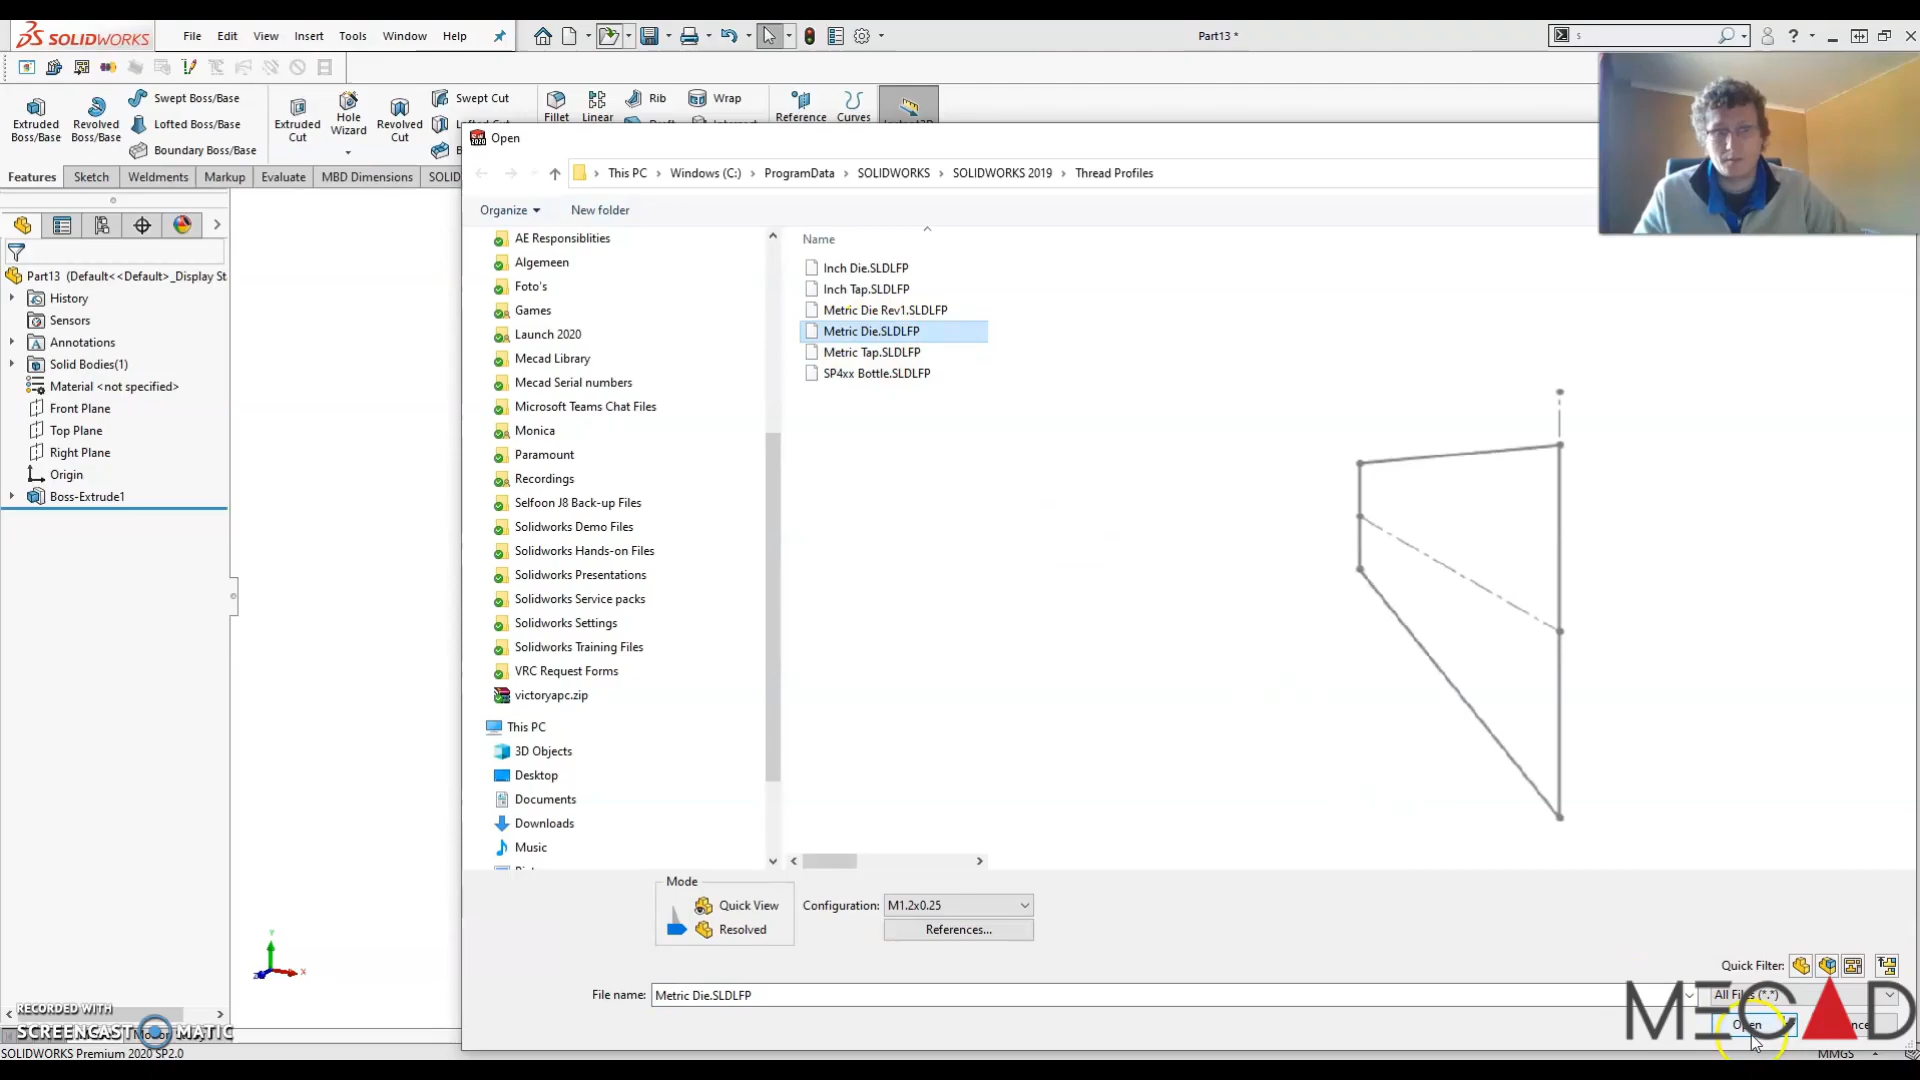 SOLIDWORKS
File Edit View Insert Tools Window Help
Part13 *
s
Extruded Boss/Base
Revolved Boss/Base
Swept Boss/Base
Lofted Boss/Base
Boundary Boss/Base
Extruded Cut
Hole Wizard
Revolved Cut
Swept Cut
Fillet
Linear
Rib
Wrap
Reference
Curves
Features Sketch Weldments Markup Evaluate MBD Dimensions SOLID
Part13 (Default<<Default>_Display St
History
Sensors
Annotations
Solid Bodies(1)
Material <not specified>
Front Plane
Top Plane
Right Plane
Origin
Boss-Extrude1
Open
This PC > Windows (C:) > ProgramData > SOLIDWORKS > SOLIDWORKS 2019 > Thread Profiles
Organize New folder
AE Responsiblities
Algemeen
Foto's
Games
Launch 2020
Mecad Library
Mecad Serial numbers
Microsoft Teams Chat Files
Monica
Paramount
Recordings
Selfoon J8 Back-up Files
Solidworks Demo Files
Solidworks Hands-on Files
Solidworks Presentations
Solidworks Service packs
Solidworks Settings
Solidworks Training Files
VRC Request Forms
victoryapc.zip
This PC
3D Objects
Desktop
Documents
Downloads
Music
Name
Inch Die.SLDLFP
Inch Tap.SLDLFP
Metric Die Rev1.SLDLFP
Metric Die.SLDLFP
Metric Tap.SLDLFP
SP4xx Bottle.SLDLFP
Mode
Quick View
Resolved
Configuration: M1.2x0.25
References...
Quick Filter:
File name: Metric Die.SLDLFP
All Files (*.*)
Open
MECAD
RECORDED WITH
SCREENCAST MATIC
SOLIDWORKS Premium 2020 SP2.0
MMGS